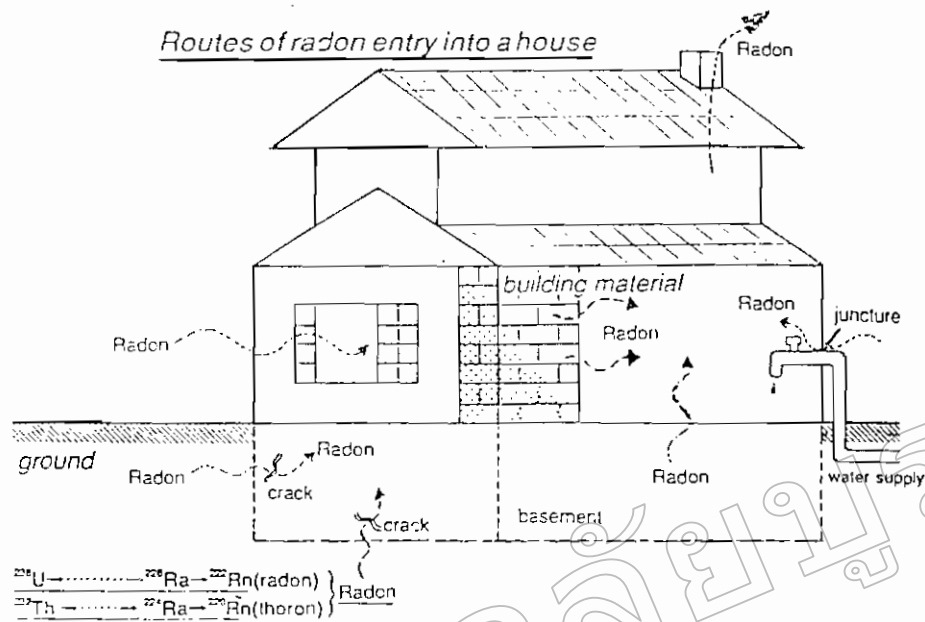 Routes of radon entry into a house
Radon
building material
Radon
juncture
Radon
Radon
ground
Radon
Radon
crack
Radon
water supply
crack
basement
²³⁸U → ········ → ²²⁶Ra → ²²²Rn(radon)
²³²Th → ········ → ²²⁴Ra → ²²⁰Rn(thoron)
Radon